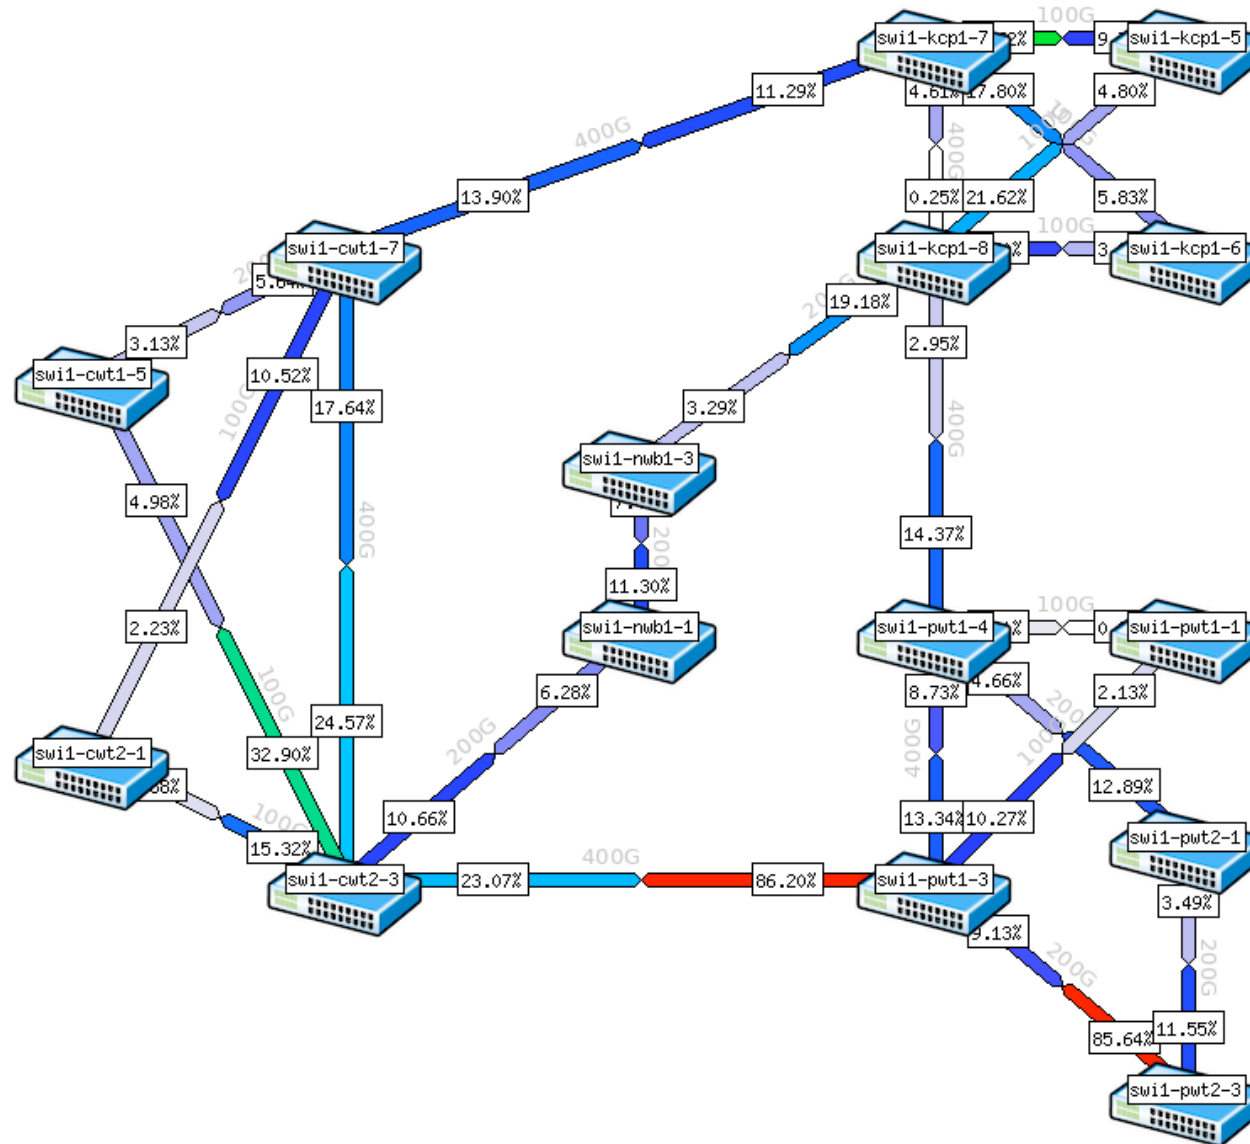 100G
swi1-kcp1-7
swi1-kcp1-5
11.29%
4.61%
17.80%
4.80%
400G
100G
400G
13.90%
0.25%
21.62%
5.83%
100G
swi1-cwt1-7
swi1-kcp1-8
swi1-kcp1-6
19.18%
3.13%
2.95%
swi1-cwt1-5
10.52%
100G
17.64%
3.29%
400G
swi1-nwb1-3
4.98%
400G
14.37%
11.30%
100G
2.23%
swi1-nwb1-1
swi1-pwt1-4
swi1-pwt1-1
100G
6.28%
8.73%
4.66%
2.13%
24.57%
200G
400G
100G
swi1-cwt2-1
32.90%
12.89%
100G
10.66%
13.34%
10.27%
15.32%
swi1-pwt2-1
400G
swi1-cwt2-3
23.07%
86.20%
swi1-pwt1-3
3.49%
9.13%
200G
200G
85.64%
11.55%
swi1-pwt2-3